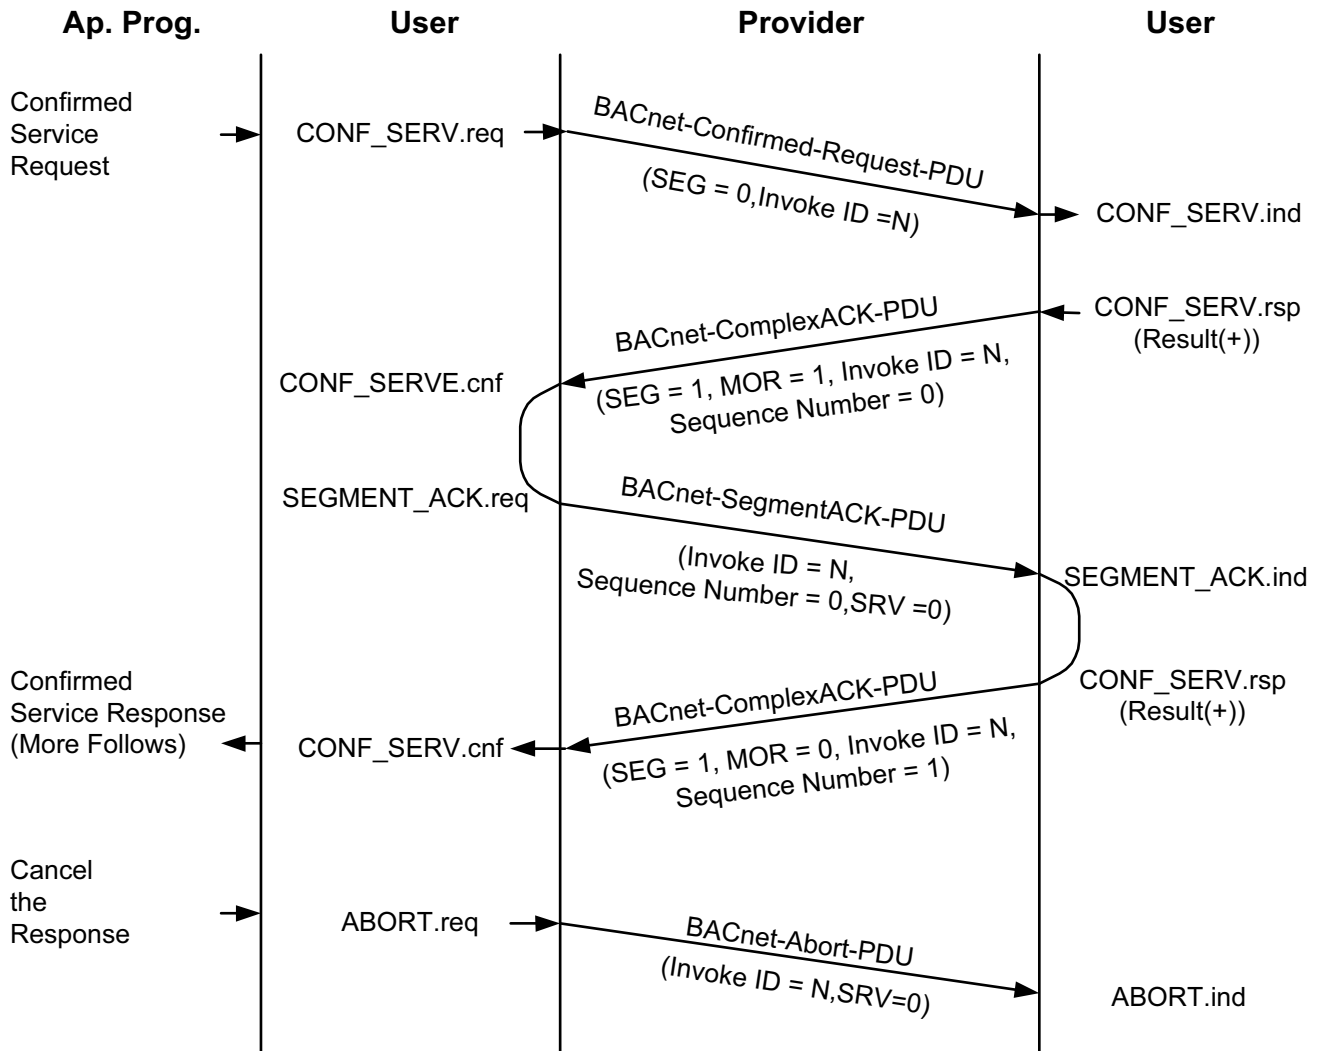 Ap. Prog.
User
Provider
User
Confirmed
Service
Request
CONF_SERV.req
BACnet-Confirmed-Request-PDU
(SEG = 0,Invoke ID =N)
CONF_SERV.ind
CONF_SERV.rsp
(Result(+))
BACnet-ComplexACK-PDU
(SEG = 1, MOR = 1, Invoke ID = N,
Sequence Number = 0)
CONF_SERVE.cnf
SEGMENT_ACK.req
BACnet-SegmentACK-PDU
(Invoke ID = N,
Sequence Number = 0,SRV =0)
SEGMENT_ACK.ind
CONF_SERV.rsp
(Result(+))
BACnet-ComplexACK-PDU
(SEG = 1, MOR = 0, Invoke ID = N,
Sequence Number = 1)
CONF_SERV.cnf
Confirmed
Service Response
(More Follows)
Cancel
the
Response
ABORT.req
BACnet-Abort-PDU
(Invoke ID = N,SRV=0)
ABORT.ind